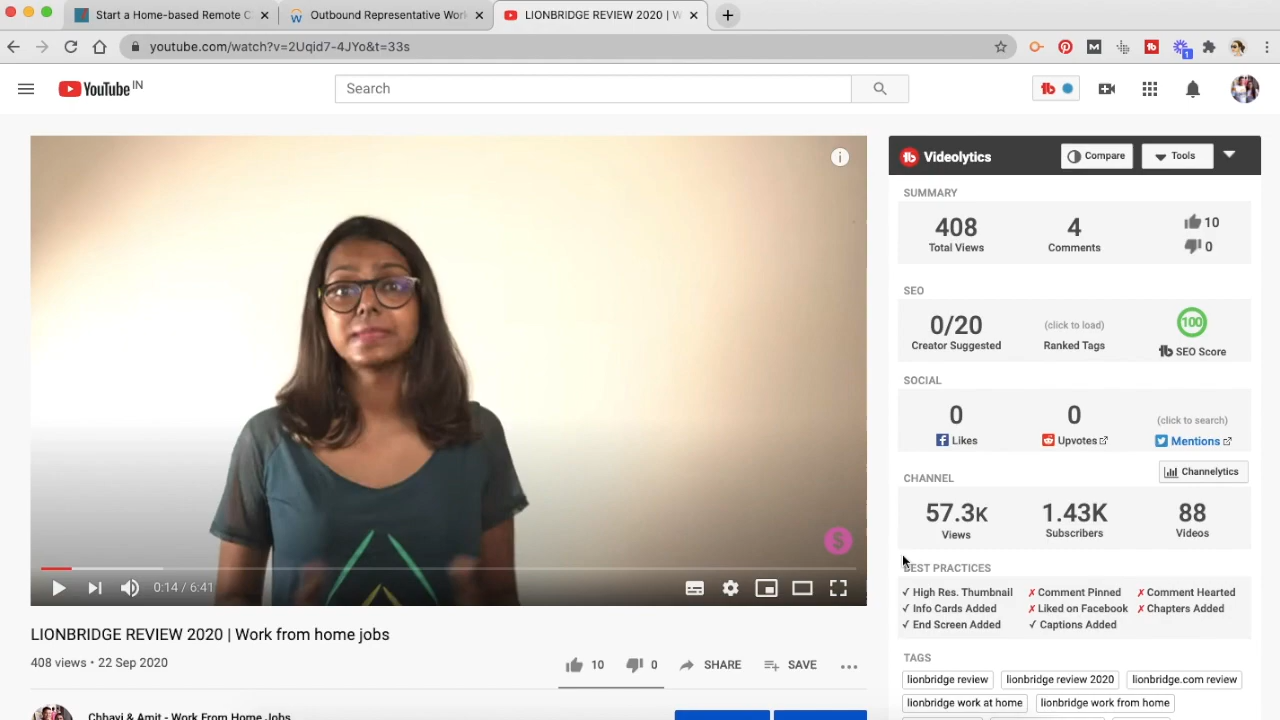 Start a Home-based Remote C
Outbound Representative Worl
LIONBRIDGE REVIEW 2020 | W
youtube.com/watch?v=2Uqid7-4JYo&t=33s
1
YouTube IN
Search
Videolytics
Compare
Tools
SUMMARY
408
4
10
Total Views
Comments
0
SEO
0/20
(click to load)
100
Creator Suggested
Ranked Tags
SEO Score
SOCIAL
0
0
(click to search)
Likes
Upvotes
Mentions
CHANNEL
Channelytics
57.3K
1.43K
88
Views
Subscribers
Videos
BEST PRACTICES
✓ High Res. Thumbnail
✗ Comment Pinned
✗ Comment Hearted
✓ Info Cards Added
✗ Liked on Facebook
✗ Chapters Added
✓ End Screen Added
✓ Captions Added
TAGS
lionbridge review
lionbridge review 2020
lionbridge.com review
lionbridge work at home
lionbridge work from home
$
0:14 / 6:41
LIONBRIDGE REVIEW 2020 | Work from home jobs
408 views • 22 Sep 2020
10
0
SHARE
SAVE
Chhavi & Amit - Work From Home Jobs